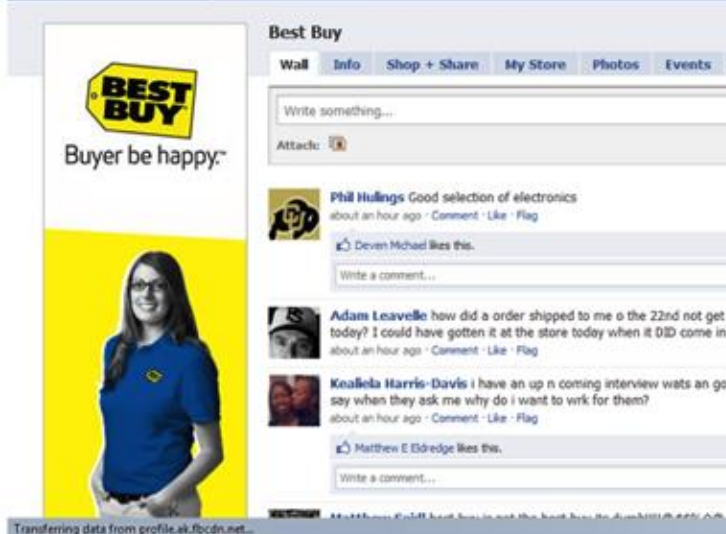 BEST
BUY
Buyer be happy.™
Best Buy
Wall Info Shop + Share My Store Photos Events
Write something...
Attach:
Phil Hulings Good selection of electronics
about an hour ago · Comment · Like · Flag
Deven Michael likes this.
Write a comment...
Adam Leavelle how did a order shipped to me o the 22nd not get
today? I could have gotten it at the store today when it DID come in
about an hour ago · Comment · Like · Flag
Kealiela Harris-Davis i have an up n coming interview wats an go
say when they ask me why do i want to wrk for them?
about an hour ago · Comment · Like · Flag
Matthew E Eldredge likes this.
Write a comment...
Transferring data from profile.ak.fbcdn.net...